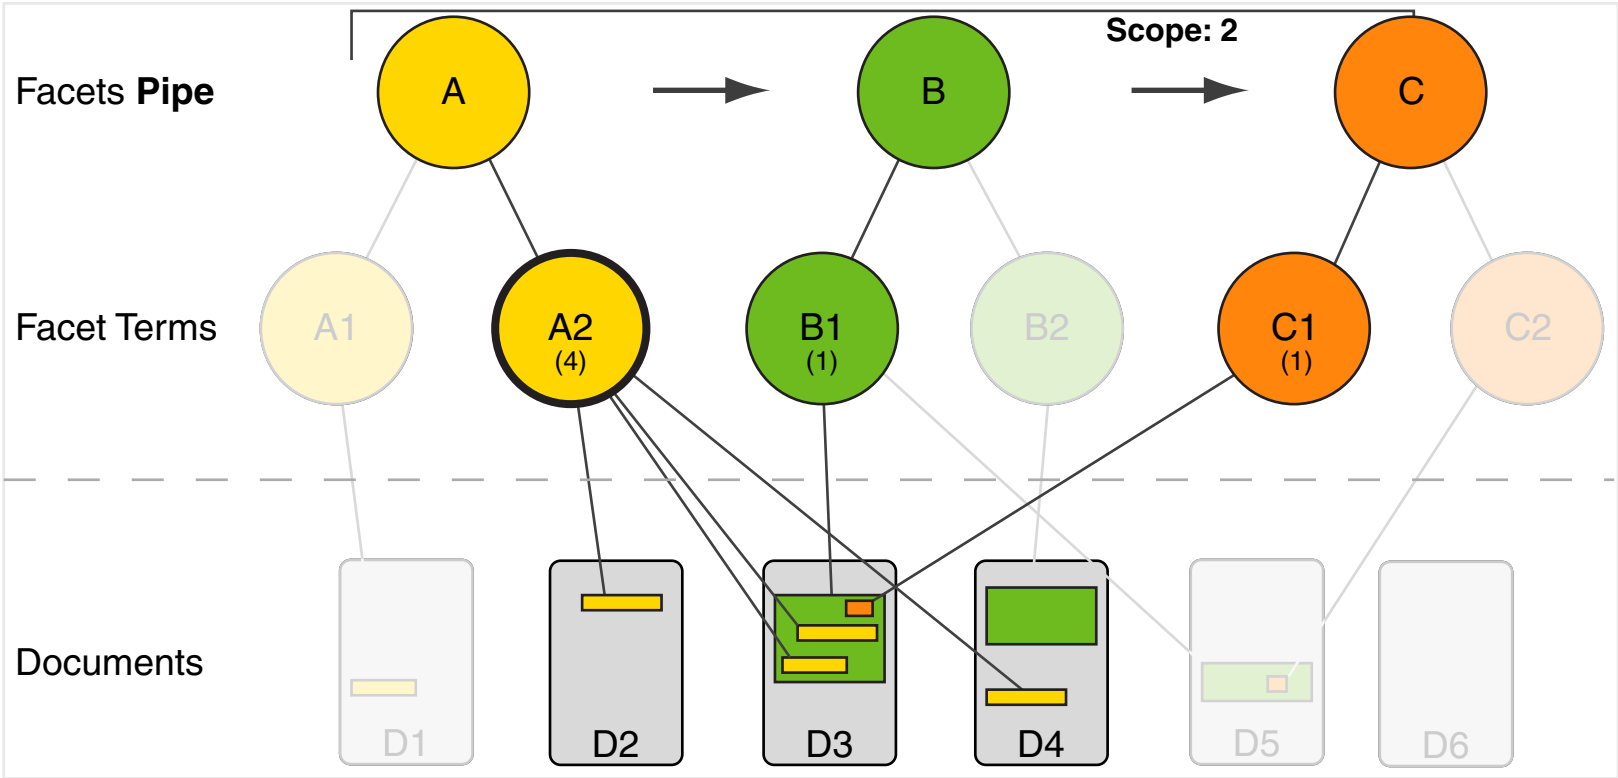 Scope: 2
Facets Pipe
A
B
C
Facet Terms
A1
A2
(4)
B1
(1)
B2
C1
(1)
C2
Documents
D1
D2
D3
D4
D5
D6